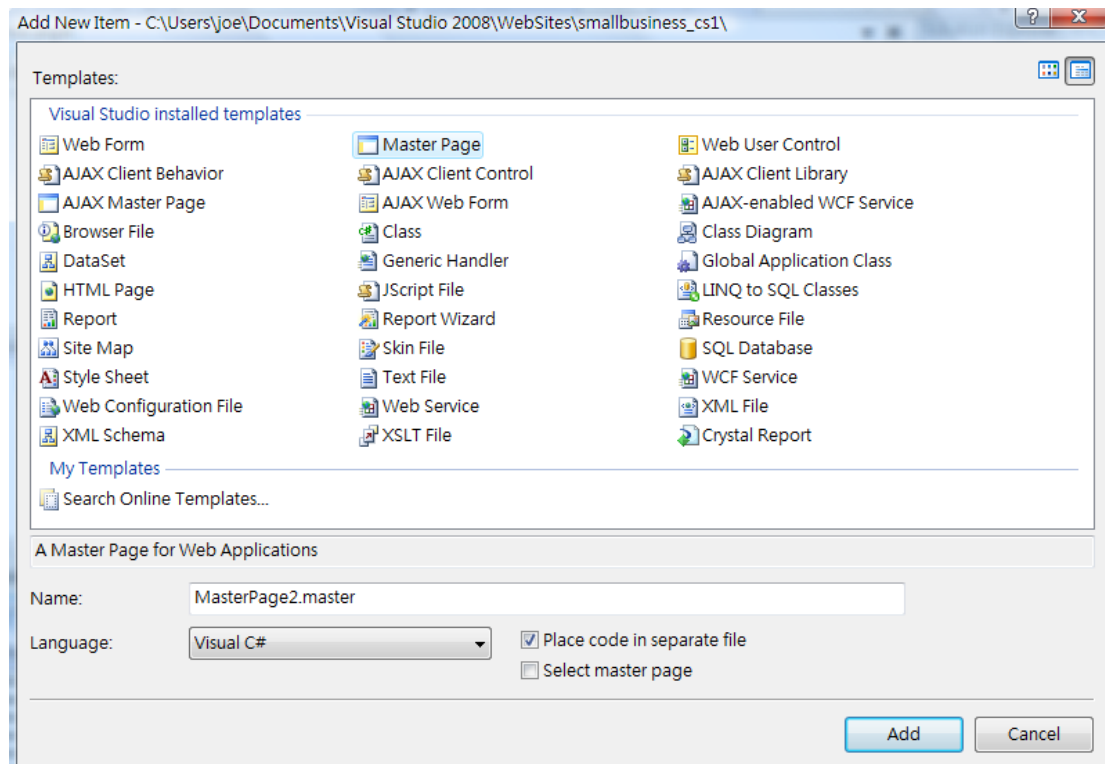 Add New Item - C:\Users\joe\Documents\Visual Studio 2008\WebSites\smallbusiness_cs1\
Templates:
Visual Studio installed templates
Web Form Master Page Web User Control
AJAX Client Behavior AJAX Client Control AJAX Client Library
AJAX Master Page AJAX Web Form AJAX-enabled WCF Service
Browser File Class Class Diagram
DataSet Generic Handler Global Application Class
HTML Page JScript File LINQ to SQL Classes
Report Report Wizard Resource File
Site Map Skin File SQL Database
Style Sheet Text File WCF Service
Web Configuration File Web Service XML File
XML Schema XSLT File Crystal Report
My Templates
Search Online Templates...
A Master Page for Web Applications
Name: MasterPage2.master
Language: Visual C# Place code in separate file
Select master page
Add Cancel